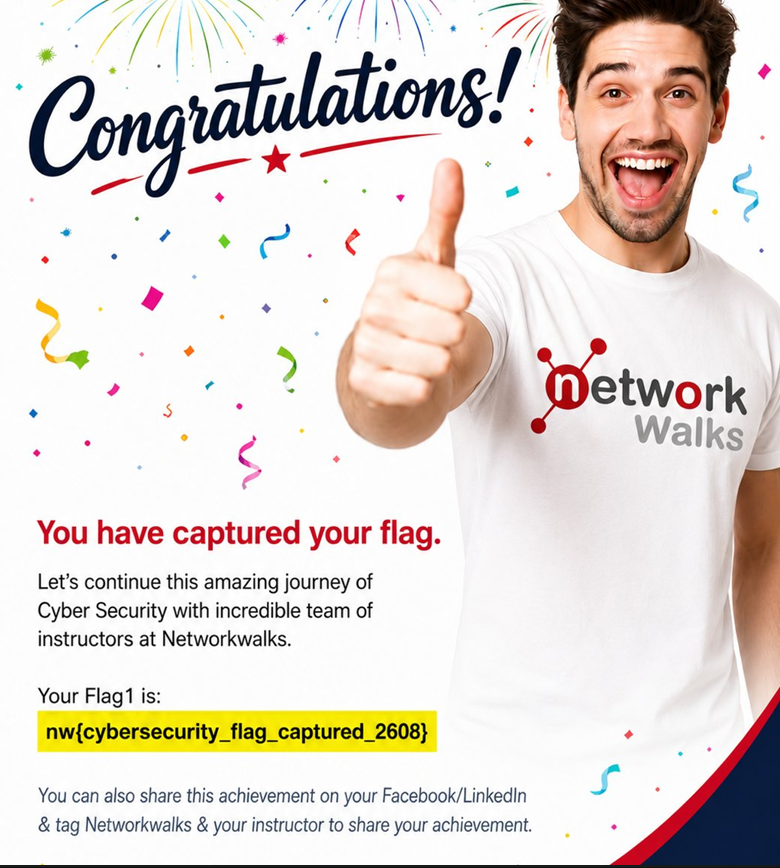 Congratulations!
network
Walks
You have captured your flag.
Let's continue this amazing journey of
Cyber Security with incredible team of
instructors at Networkwalks.
Your Flag1 is:
nw{cybersecurity_flag_captured_2608}
You can also share this achievement on your Facebook/LinkedIn
& tag Networkwalks & your instructor to share your achievement.